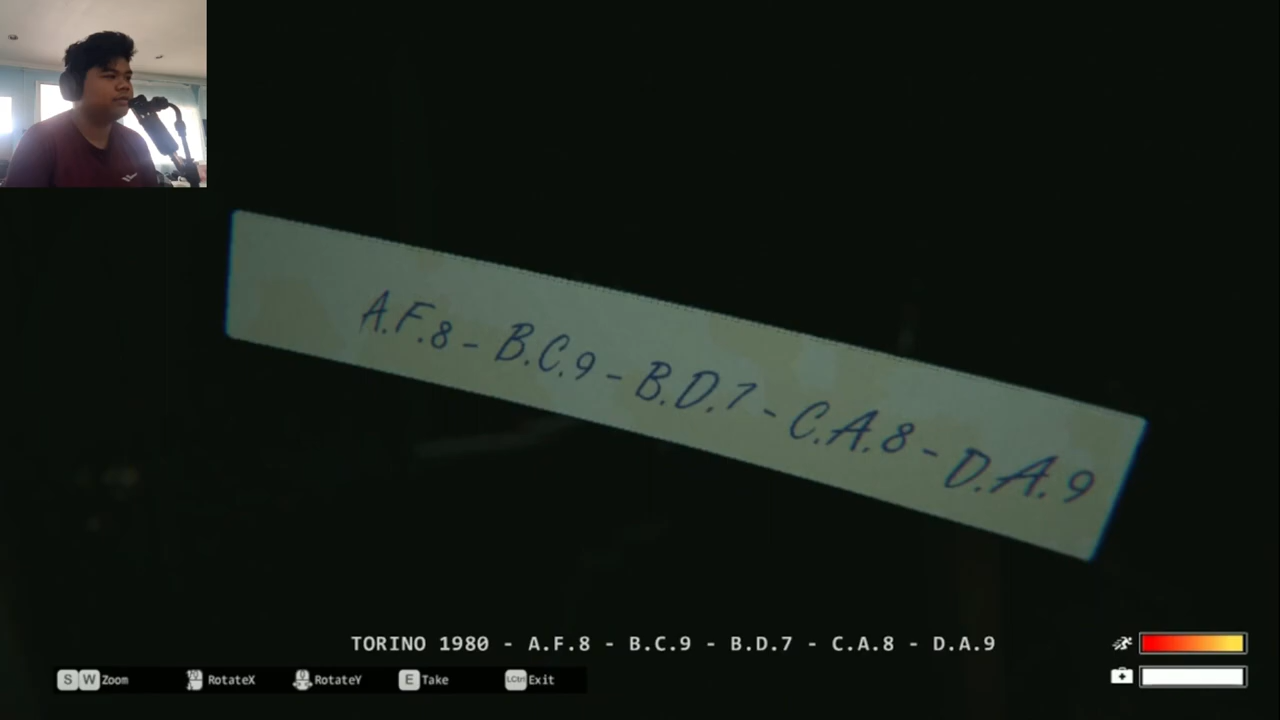 A.F.8 - B.C.9 - B.D.7 - C.A.8 - D.A.9
TORINO 1980 - A.F.8 - B.C.9 - B.D.7 - C.A.8 - D.A.9
S W Zoom RotateX RotateY E Take LCtrl Exit